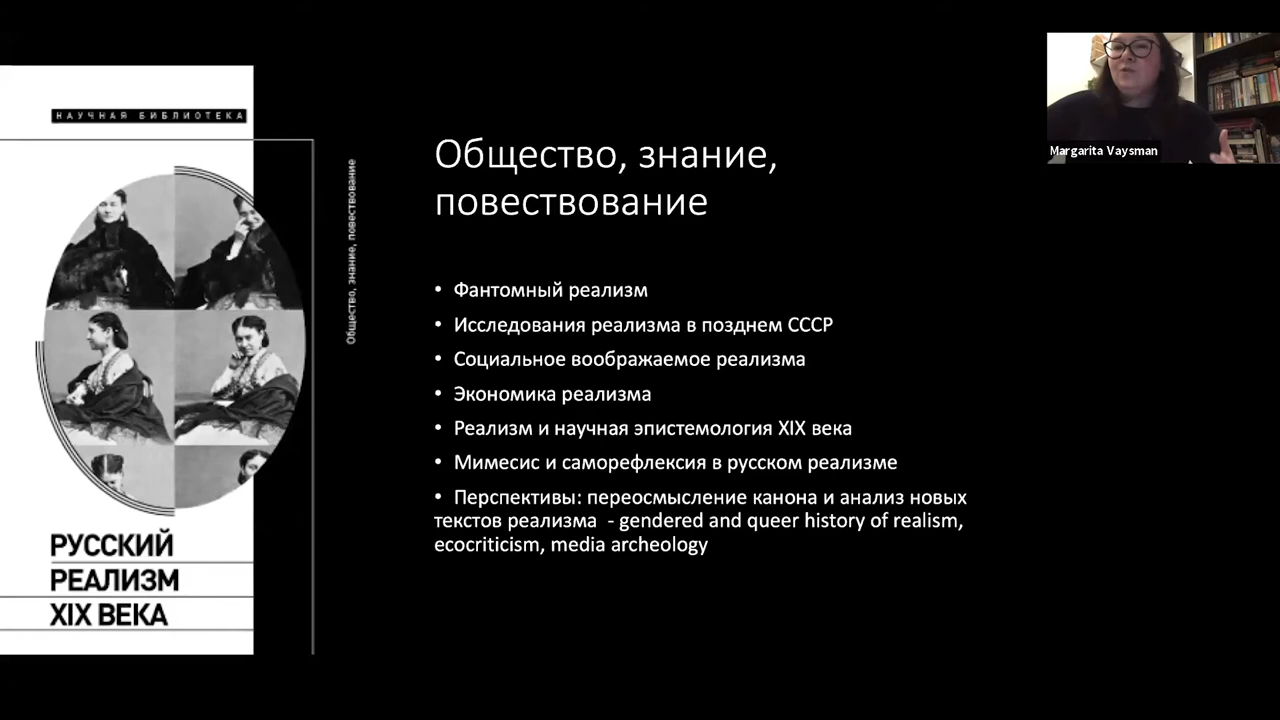 НАУЧНАЯ БИБЛИОТЕКА
Общество, знание, повествование
РУССКИЙ
РЕАЛИЗМ
XIX ВЕКА
Общество, знание,
повествование
• Фантомный реализм
• Исследования реализма в позднем СССР
• Социальное воображаемое реализма
• Экономика реализма
• Реализм и научная эпистемология XIX века
• Мимесис и саморефлексия в русском реализме
• Перспективы: переосмысление канона и анализ новых
текстов реализма - gendered and queer history of realism,
ecocriticism, media archeology
Margarita Vaysman